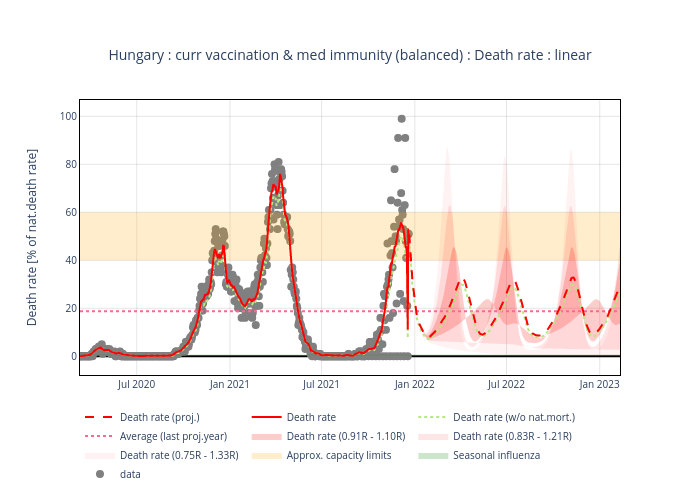 Hungary : curr vaccination & med immunity (balanced) : Death rate : linear
Death rate [% of nat.death rate]
100
80
60
40
20
0
Jul 2020
Jan 2021
Jul 2021
Jan 2022
Jul 2022
Jan 2023
Death rate (proj.)
Death rate
Death rate (w/o nat.mort.)
Average (last proj.year)
Death rate (0.91R - 1.10R)
Death rate (0.83R - 1.21R)
Death rate (0.75R - 1.33R)
Approx. capacity limits
Seasonal influenza
data